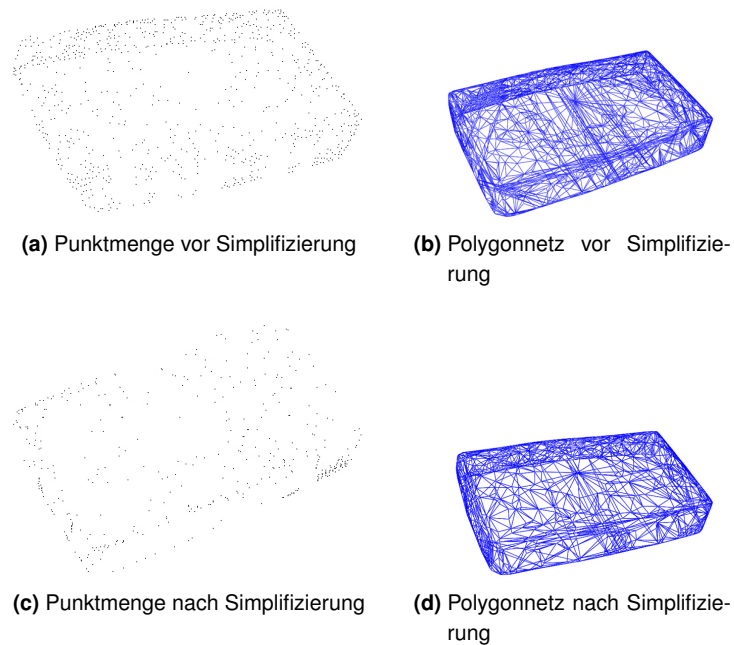 (a) Punktmenge vor Simplifizierung
(b) Polygonnetz vor Simplifizie-
rung
(c) Punktmenge nach Simplifizierung
(d) Polygonnetz nach Simplifizie-
rung